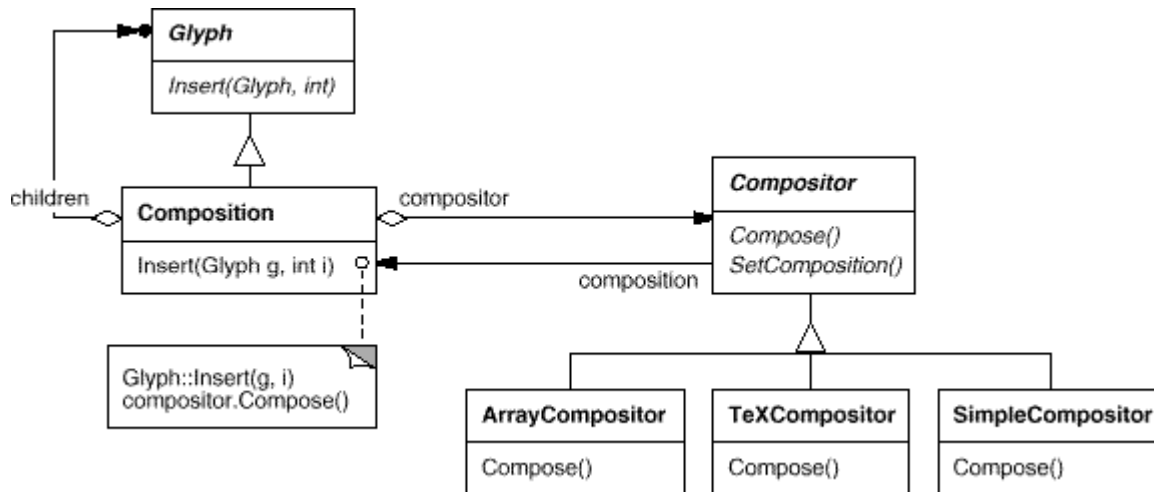 Glyph
Insert(Glyph, int)
children
Composition
Insert(Glyph g, int i)
compositor
composition
Compositor
Compose()
SetComposition()
Glyph::Insert(g, i)
compositor.Compose()
ArrayCompositor
Compose()
TeXCompositor
Compose()
SimpleCompositor
Compose()